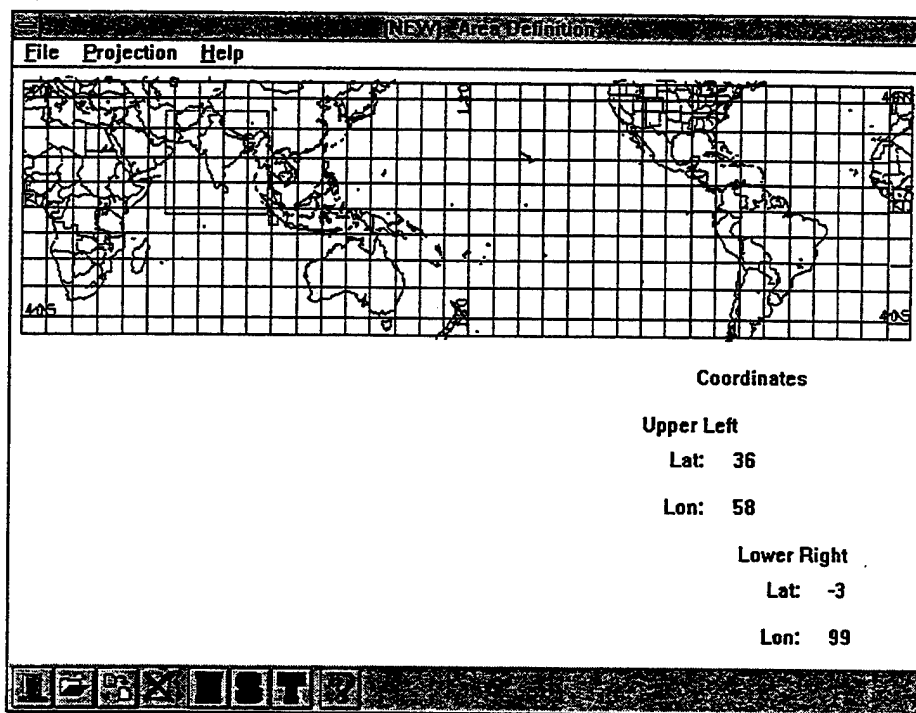 NEW! - Area Definition
File Projection Help
40S
40S
Coordinates
Upper Left
Lat: 36
Lon: 58
Lower Right
Lat: -3
Lon: 99